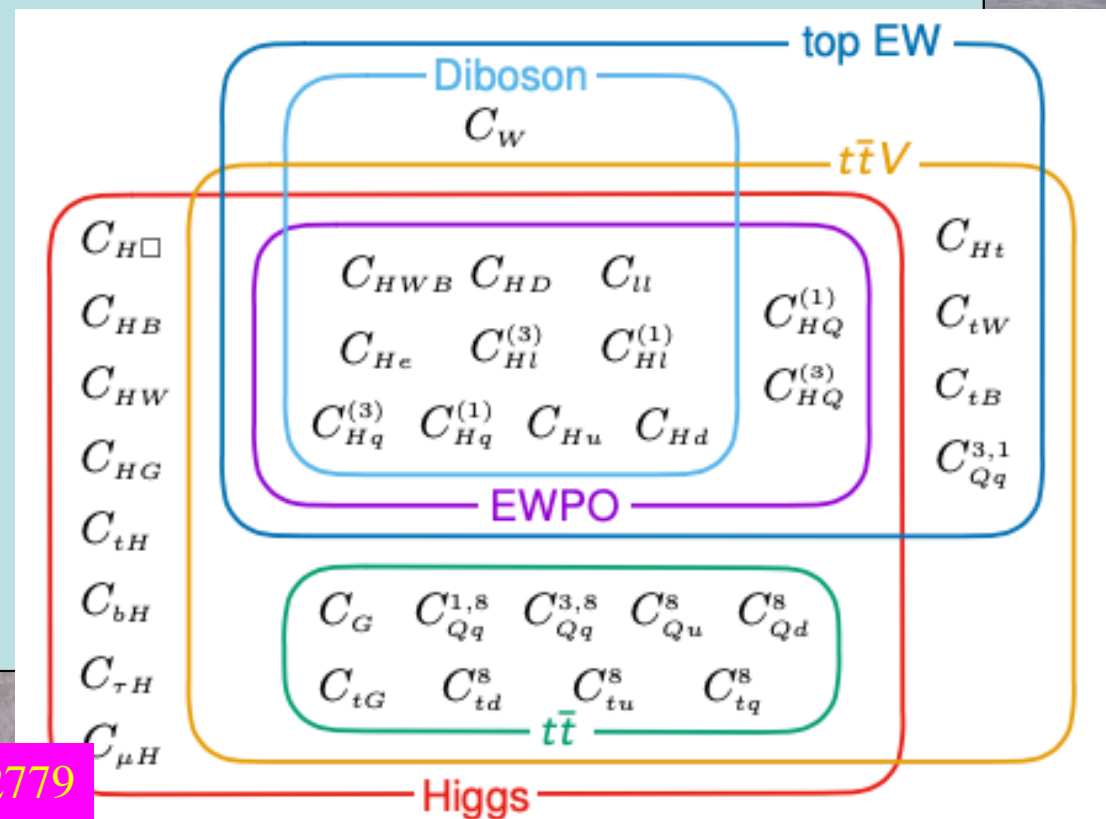 top EW
Diboson
C_W
tt̄V
C_{H□} C_{Ht}
C_{HWB} C_{HD} C_{ll}
C_{HB} C_{HQ}^{(1)} C_{tW}
C_{He} C_{Hl}^{(3)} C_{Hl}^{(1)}
C_{HW} C_{HQ}^{(3)} C_{tB}
C_{Hq}^{(3)} C_{Hq}^{(1)} C_{Hu} C_{Hd}
C_{HG} C_{Qq}^{3,1}
EWPO
C_{tH}
C_{bH} C_G C_{Qq}^{1,8} C_{Qq}^{3,8} C_{Qu}^{8} C_{Qd}^{8}
C_{τH} C_{tG} C_{td}^{8} C_{tu}^{8} C_{tq}^{8}
tt̄
C_{μH}
2779
Higgs